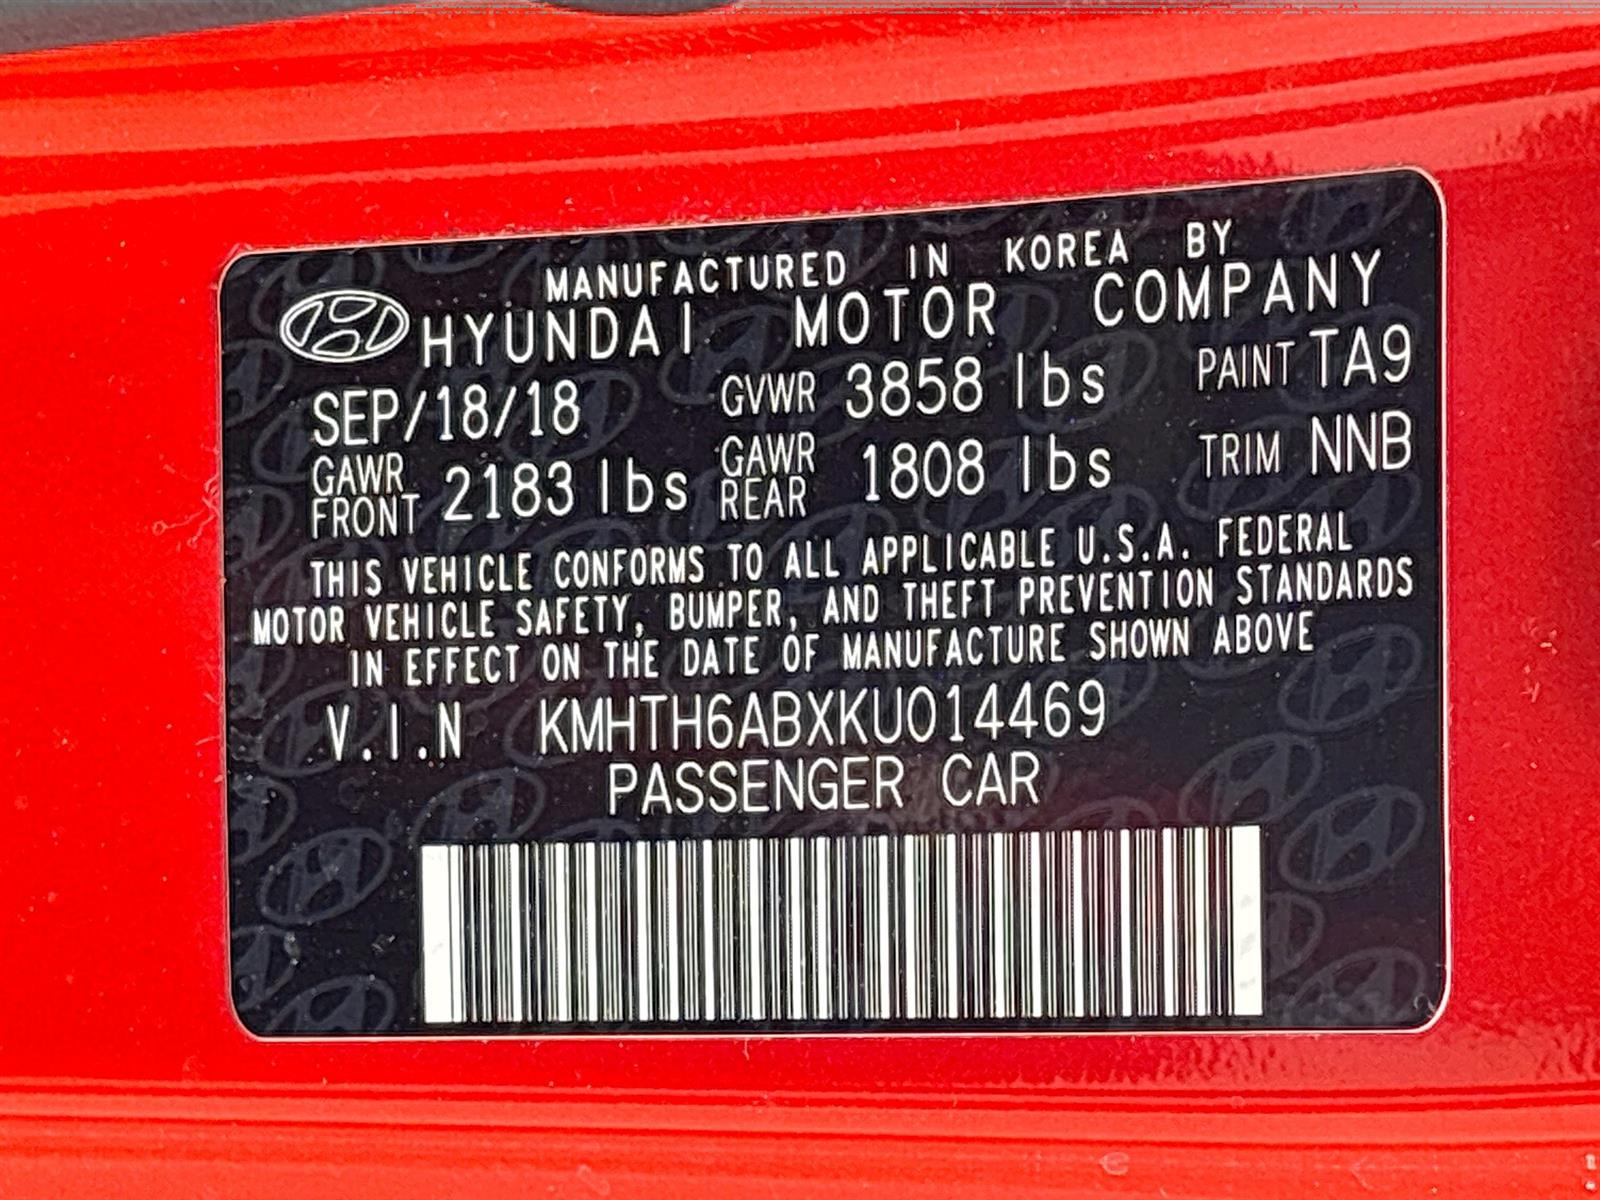 MANUFACTURED IN KOREA BY
HYUNDAI MOTOR COMPANY
SEP/18/18 GVWR 3858 lbs PAINT TA9
GAWR FRONT 2183 lbs GAWR REAR 1808 lbs TRIM NNB
THIS VEHICLE CONFORMS TO ALL APPLICABLE U.S.A. FEDERAL
MOTOR VEHICLE SAFETY, BUMPER, AND THEFT PREVENTION STANDARDS
IN EFFECT ON THE DATE OF MANUFACTURE SHOWN ABOVE
V.I.N KMHTH6ABXKU014469
PASSENGER CAR